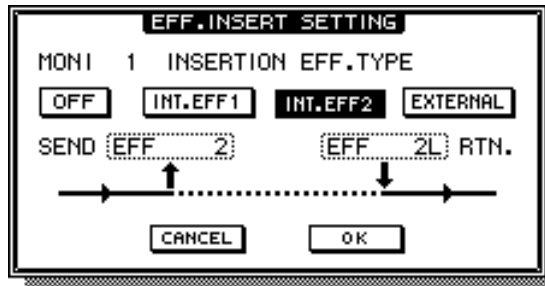 EFF.INSERT SETTING
MONI 1 INSERTION EFF.TYPE
OFF INT.EFF1 INT.EFF2 EXTERNAL
SEND EFF 2 EFF 2L RTN.
CANCEL OK